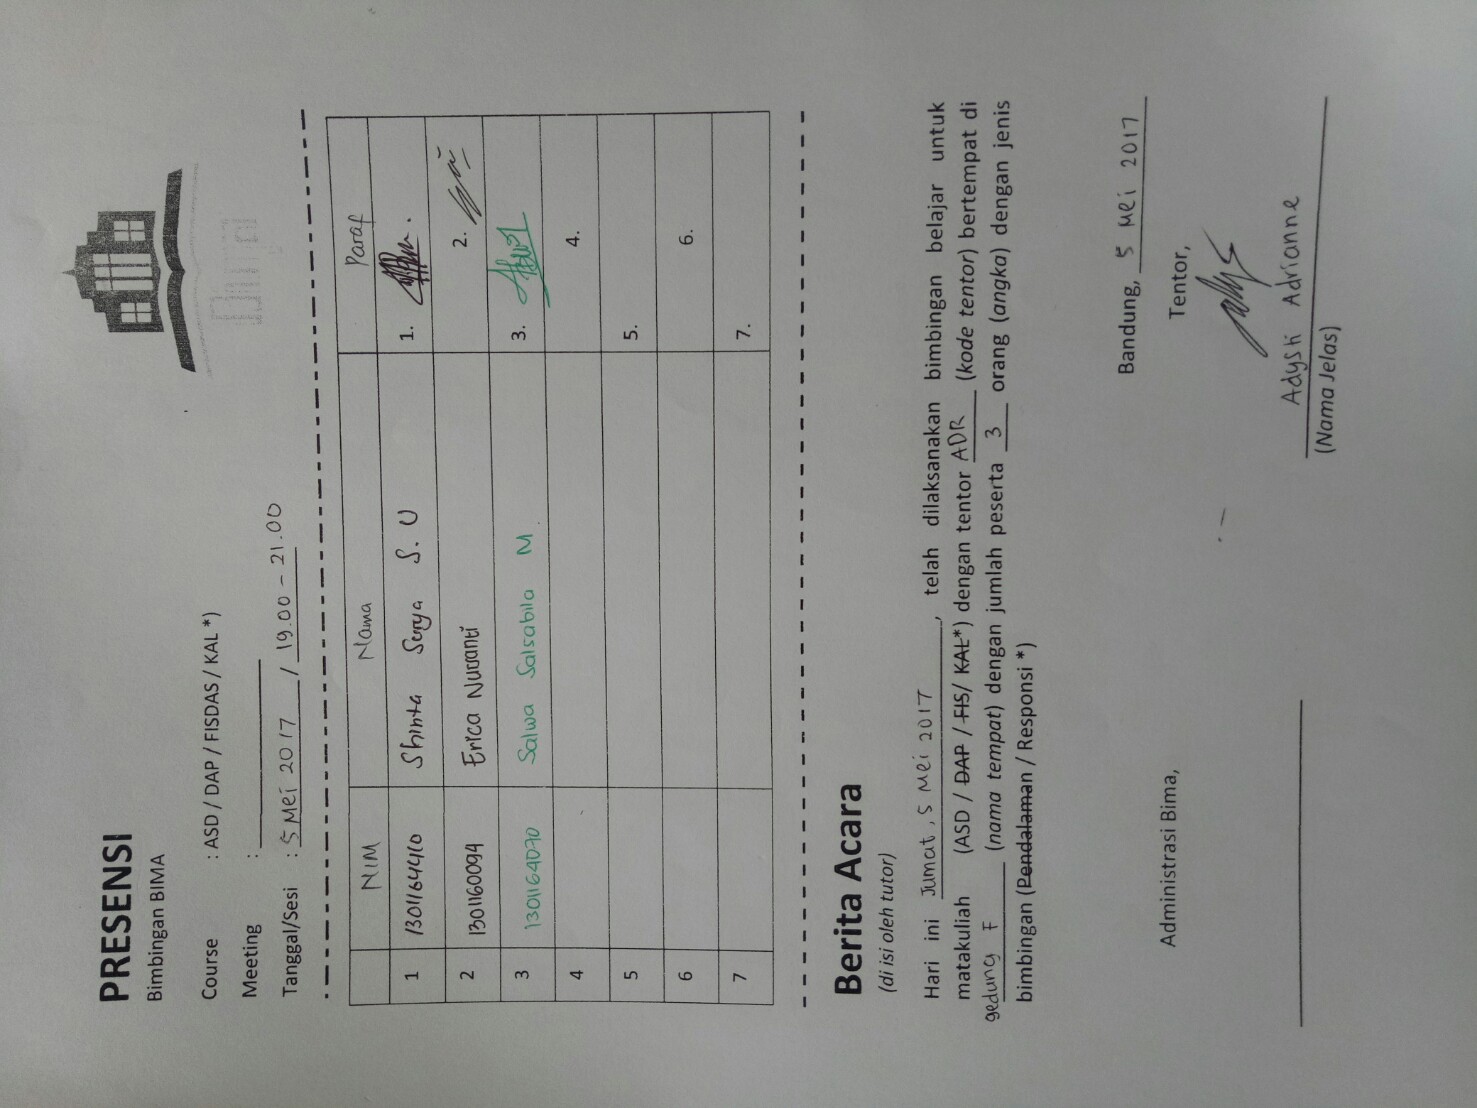 PRESENSI
Bimbingan BIMA
Course : ASD / DAP / FISDAS / KAL *)
Meeting :
Tanggal/Sesi : 5 Mei 2017 / 19.00 - 21.00
NIM Nama Paraf
1 1301164410 Shinta Surya S. U 1.
2 1301160094 Erica Nuranti 2.
3 1301164070 Salwa Salsabila M 3.
4 4.
5 5.
6 6.
7 7.
Berita Acara
(di isi oleh tutor)
Hari ini Jumat, 5 Mei 2017, telah dilaksanakan bimbingan belajar untuk
matakuliah (ASD / DAP / FIS/ KAL*) dengan tentor ADR (kode tentor) bertempat di
gedung F (nama tempat) dengan jumlah peserta 3 orang (angka) dengan jenis
bimbingan (Pendalaman / Responsi *)
Bandung, 5 Mei 2017
Administrasi Bima, Tentor,
Adysti Adrianne
(Nama Jelas)